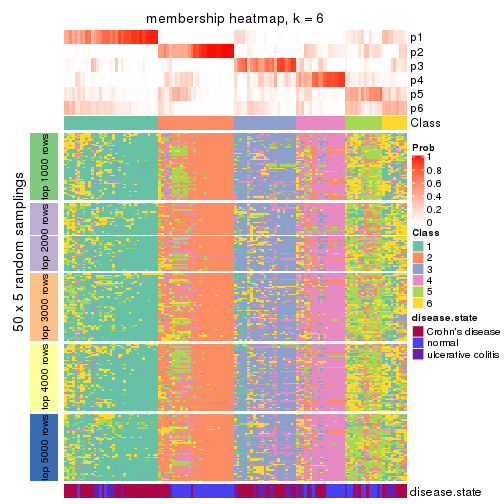 membership heatmap, k = 6
p1
p2
p3
p4
p5
p6
Class
50 x 5 random samplings
top 1000 rows
top 2000 rows
top 3000 rows
top 4000 rows
top 5000 rows
Prob
1
0.8
0.6
0.4
0.2
0
Class
1
2
3
4
5
6
disease.state
Crohn's disease
normal
ulcerative colitis
disease.state